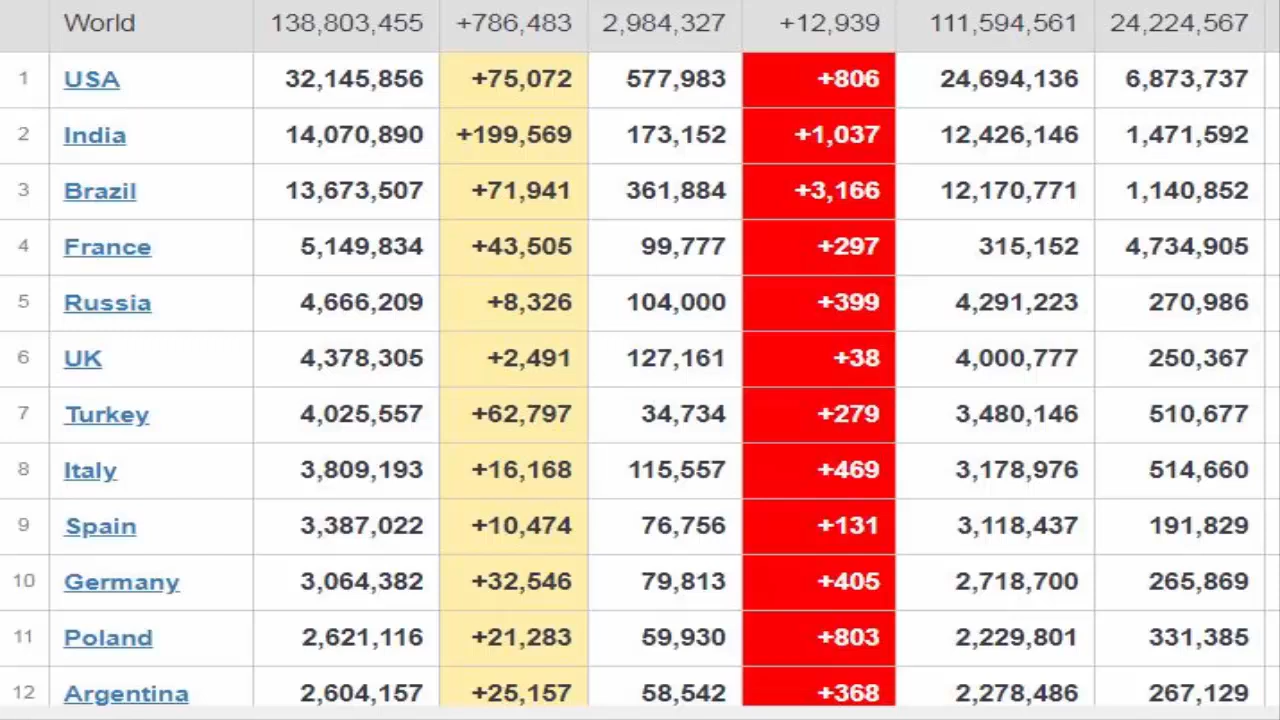 World 138,803,455 +786,483 2,984,327 +12,939 111,594,561 24,224,567
1 USA 32,145,856 +75,072 577,983 +806 24,694,136 6,873,737
2 India 14,070,890 +199,569 173,152 +1,037 12,426,146 1,471,592
3 Brazil 13,673,507 +71,941 361,884 +3,166 12,170,771 1,140,852
4 France 5,149,834 +43,505 99,777 +297 315,152 4,734,905
5 Russia 4,666,209 +8,326 104,000 +399 4,291,223 270,986
6 UK 4,378,305 +2,491 127,161 +38 4,000,777 250,367
7 Turkey 4,025,557 +62,797 34,734 +279 3,480,146 510,677
8 Italy 3,809,193 +16,168 115,557 +469 3,178,976 514,660
9 Spain 3,387,022 +10,474 76,756 +131 3,118,437 191,829
10 Germany 3,064,382 +32,546 79,813 +405 2,718,700 265,869
11 Poland 2,621,116 +21,283 59,930 +803 2,229,801 331,385
12 Argentina 2,604,157 +25,157 58,542 +368 2,278,486 267,129